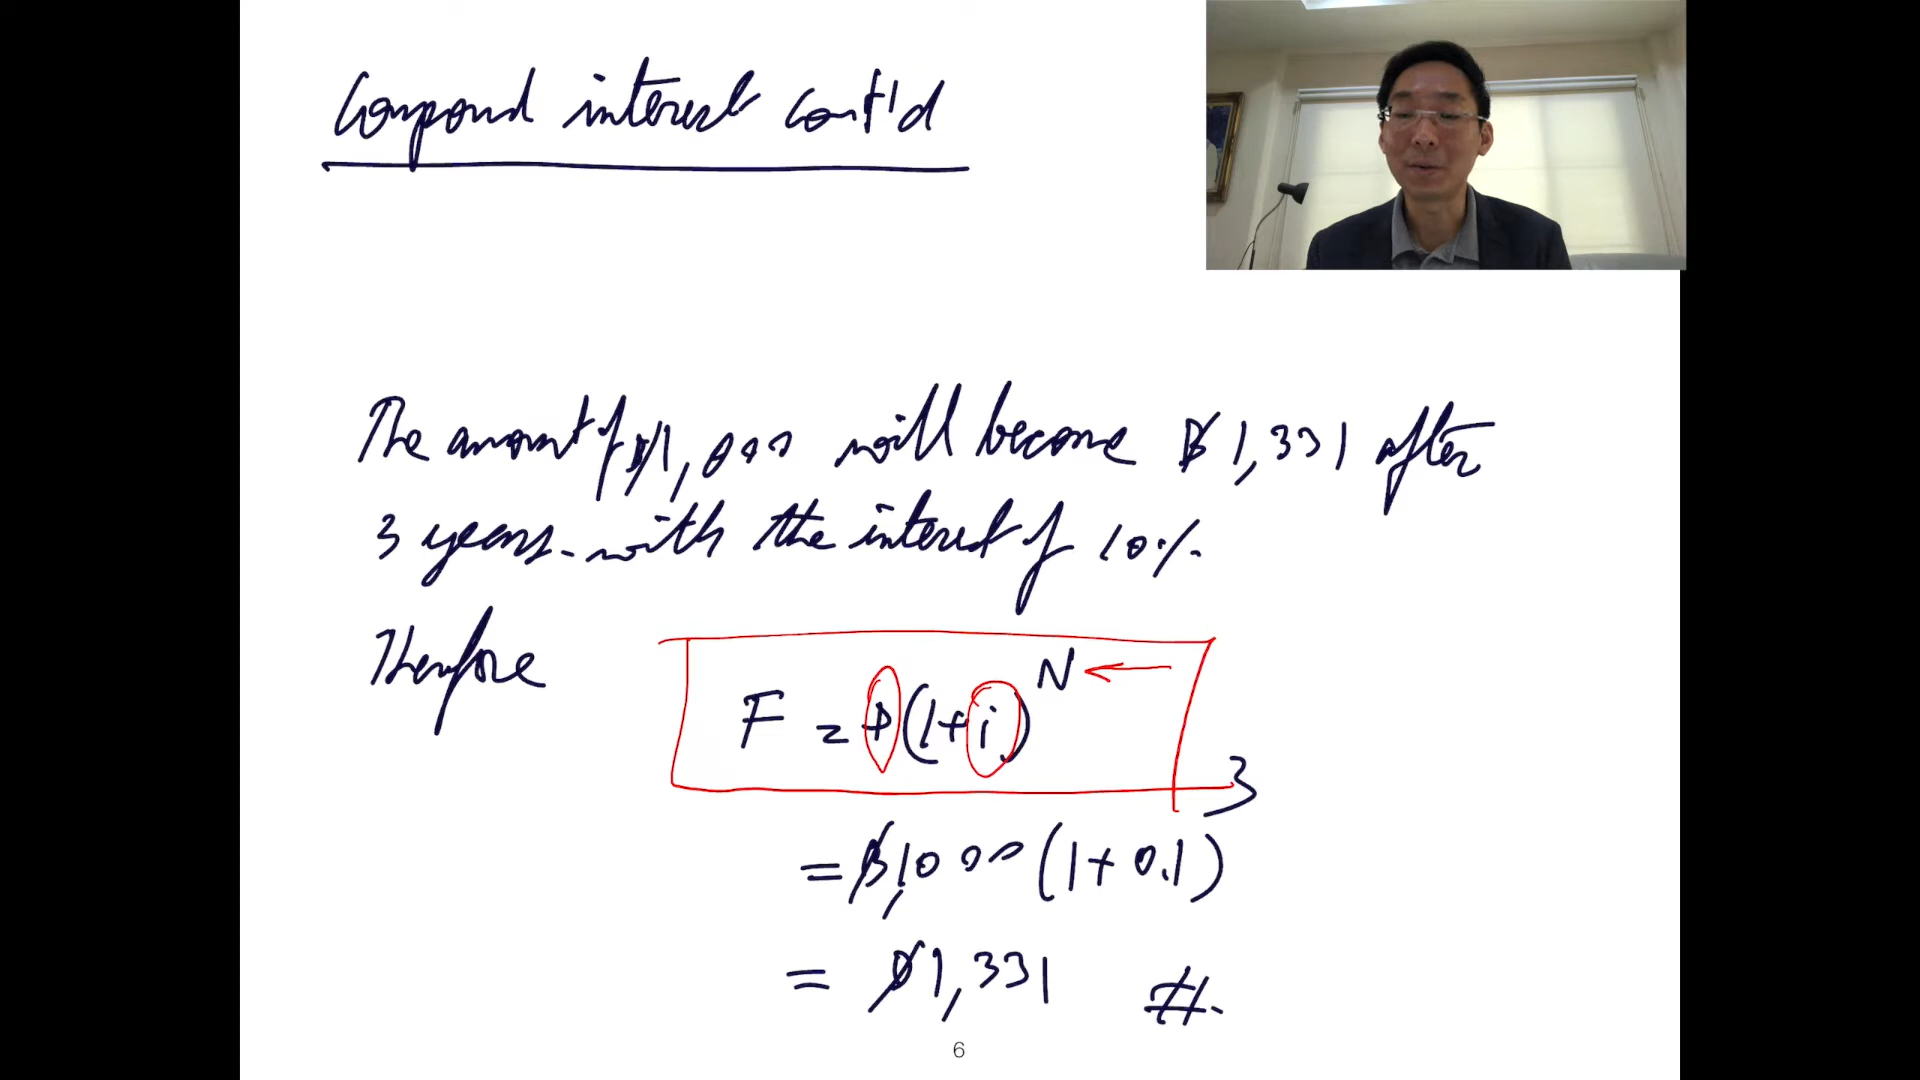 Compound interest cont'd
The amount of ฿1,000 will become ฿1,331 after
3 years with the interest of 10%
Therefore
F = P(1+i)^N
= ฿1,000 (1+0.1)^3
= ฿1,331 #.
6